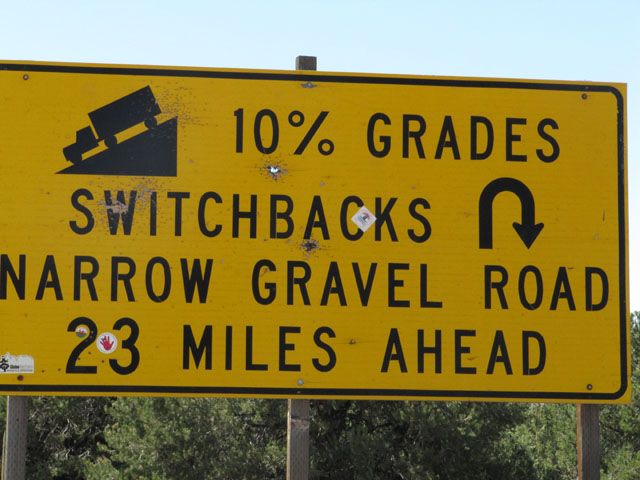 10% GRADES
SWITCHBACKS
NARROW GRAVEL ROAD
23 MILES AHEAD